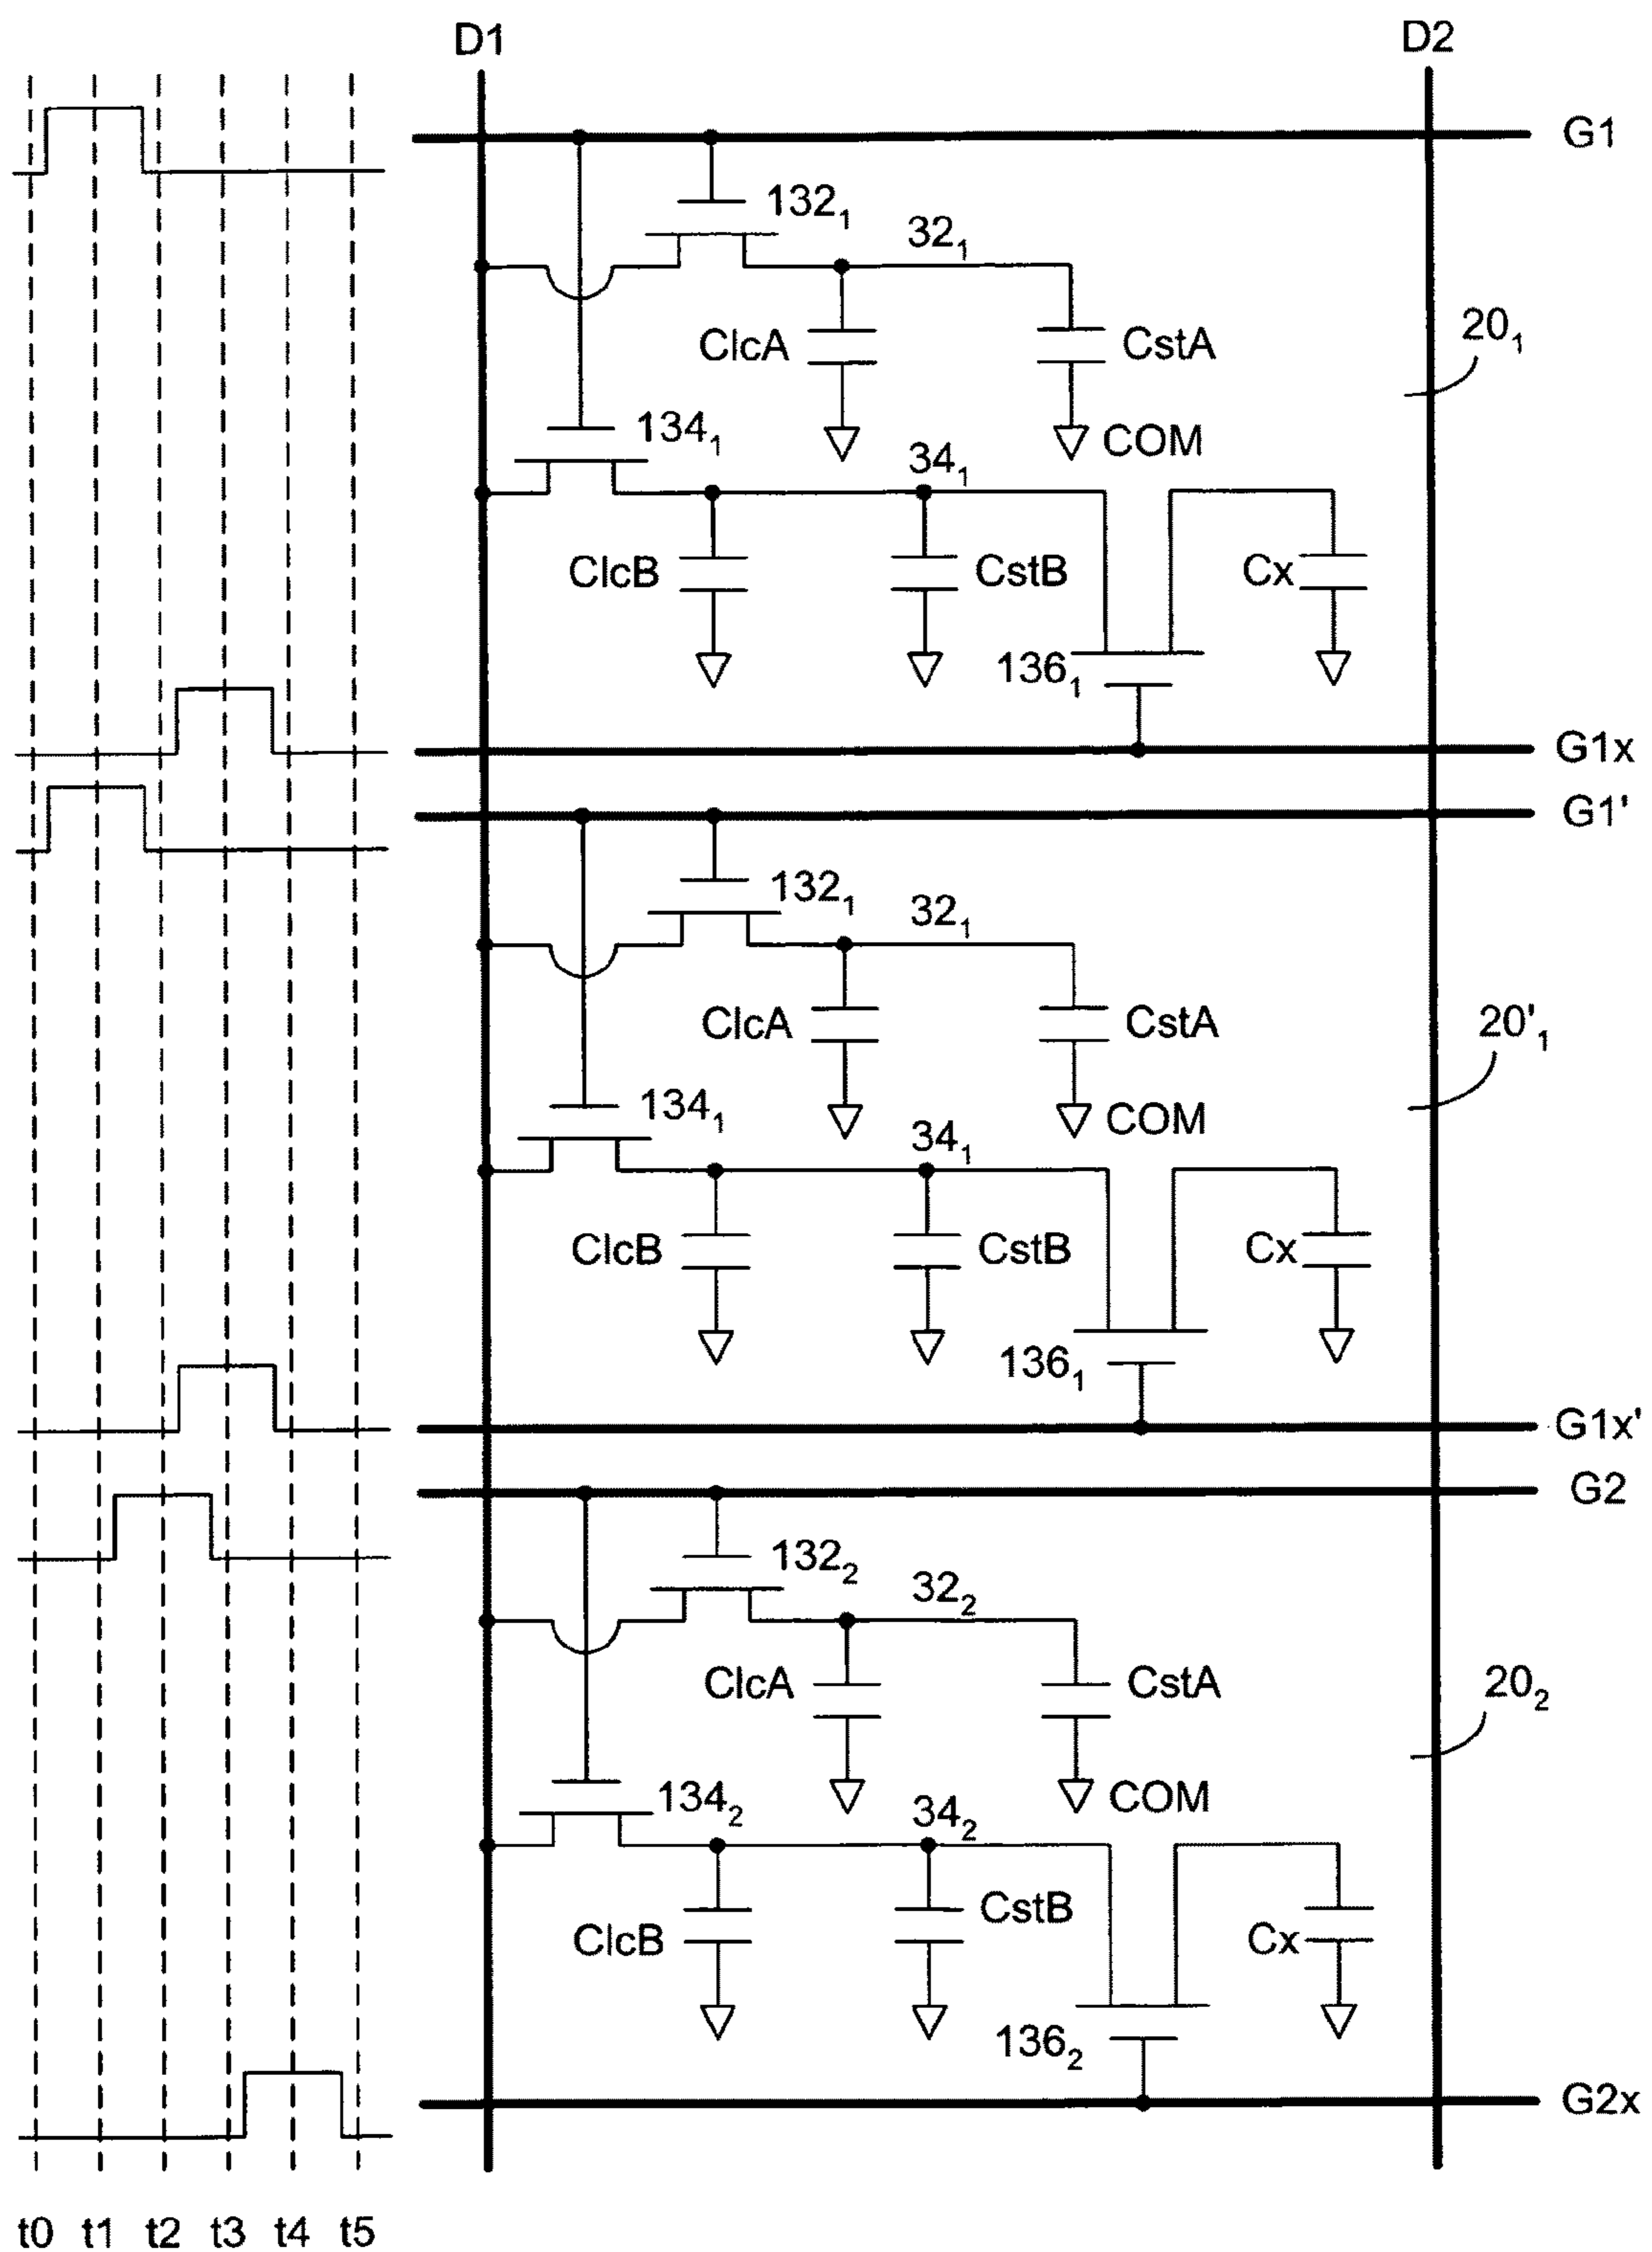 D1
D2
G1
132₁
32₁
20₁
ClcA
CstA
134₁
COM
34₁
ClcB
CstB
Cx
136₁
G1x
G1'
132₁
32₁
ClcA
CstA
20'₁
134₁
COM
34₁
ClcB
CstB
Cx
136₁
G1x'
G2
132₂
32₂
ClcA
CstA
20₂
134₂
COM
34₂
ClcB
CstB
Cx
136₂
G2x
t0 t1 t2 t3 t4 t5